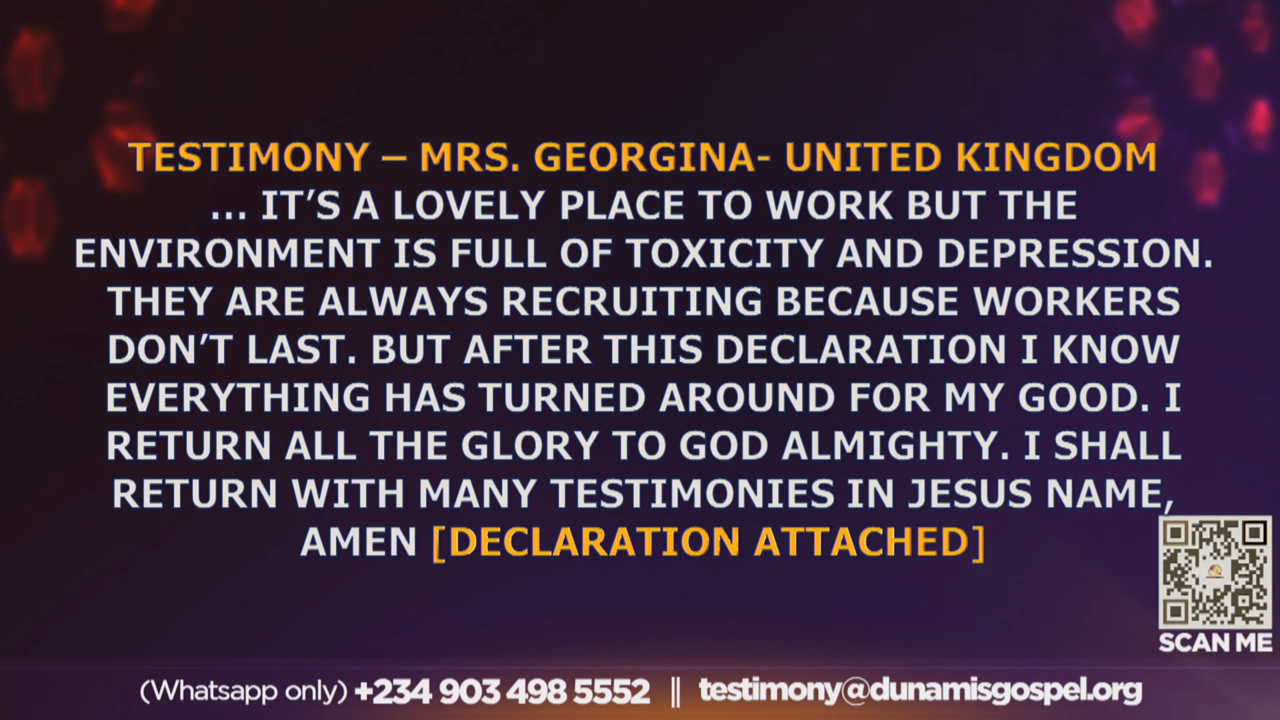 TESTIMONY – MRS. GEORGINA- UNITED KINGDOM
... IT’S A LOVELY PLACE TO WORK BUT THE
ENVIRONMENT IS FULL OF TOXICITY AND DEPRESSION.
THEY ARE ALWAYS RECRUITING BECAUSE WORKERS
DON’T LAST. BUT AFTER THIS DECLARATION I KNOW
EVERYTHING HAS TURNED AROUND FOR MY GOOD. I
RETURN ALL THE GLORY TO GOD ALMIGHTY. I SHALL
RETURN WITH MANY TESTIMONIES IN JESUS NAME,
AMEN [DECLARATION ATTACHED]
SCAN ME
(Whatsapp only) +234 903 498 5552 || testimony@dunamisgospel.org